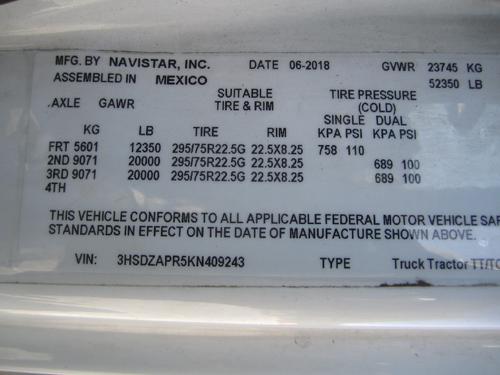 MFG. BY NAVISTAR, INC. DATE 06-2018 GVWR 23745 KG
ASSEMBLED IN MEXICO 52350 LB
.AXLE GAWR SUITABLE TIRE & RIM TIRE PRESSURE (COLD)
SINGLE DUAL
KG LB TIRE RIM KPA PSI KPA PSI
FRT 5601 12350 295/75R22.5G 22.5X8.25 758 110
2ND 9071 20000 295/75R22.5G 22.5X8.25 689 100
3RD 9071 20000 295/75R22.5G 22.5X8.25 689 100
4TH
THIS VEHICLE CONFORMS TO ALL APPLICABLE FEDERAL MOTOR VEHICLE SAF
STANDARDS IN EFFECT ON THE DATE OF MANUFACTURE SHOWN ABOVE.
VIN: 3HSDZAPR5KN409243 TYPE Truck Tractor TT/TC